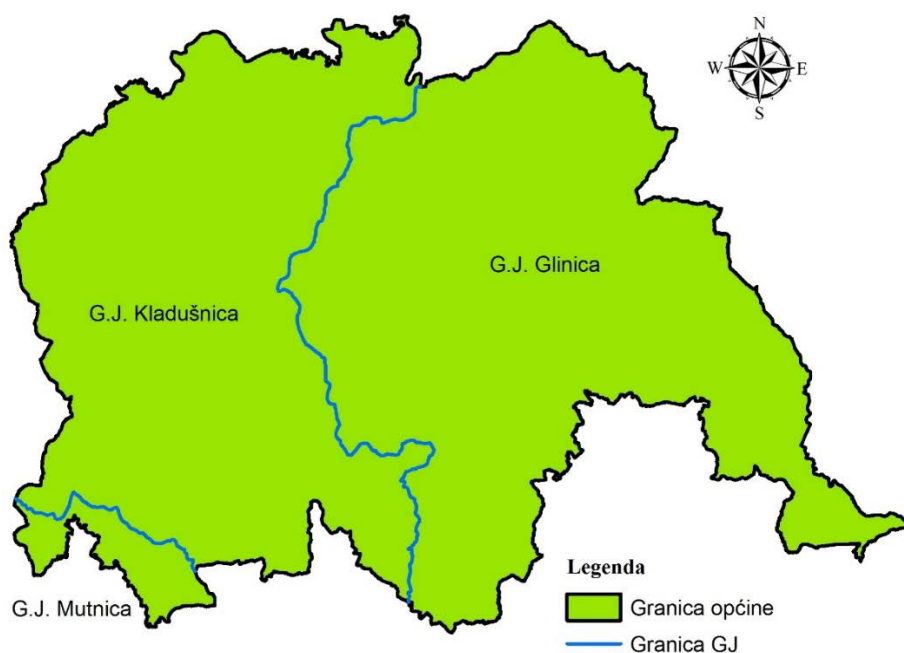 N
W
E
S
G.J. Glinica
G.J. Kladušnica
G.J. Mutnica
Legenda
Granica općine
Granica GJ